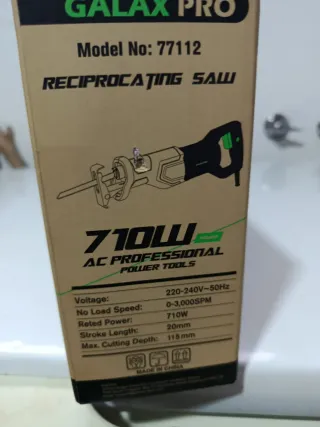 GALAX PRO
Model No: 77112
RECIPROCATING SAW
710W
AC PROFESSIONAL
POWER TOOLS
Voltage: 220-240V~50Hz
No Load Speed: 0-3,000SPM
Rated Power: 710W
Stroke Length: 20mm
Max. Cutting Depth: 115mm
MADE IN CHINA